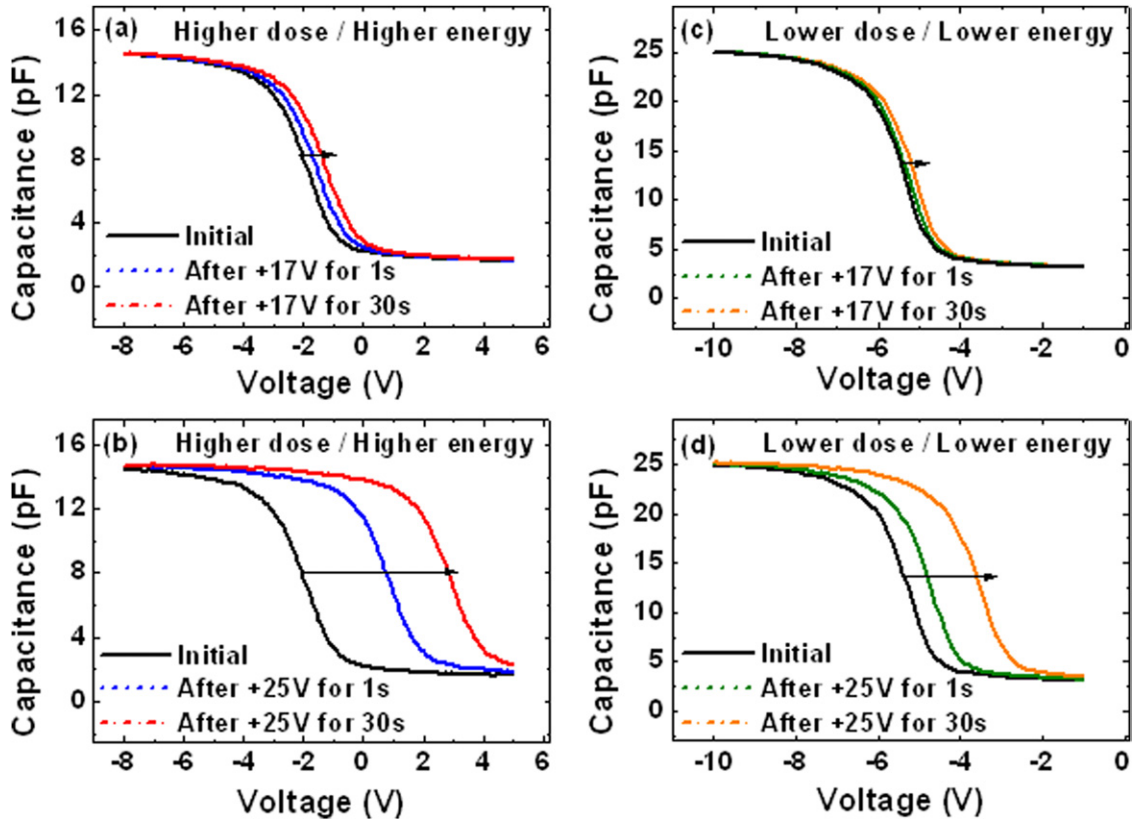 (a) Higher dose / Higher energy
Capacitance (pF)
16
12
8
4
0
Initial
After +17V for 1s
After +17V for 30s
-8 -6 -4 -2 0 2 4 6
Voltage (V)
(c) Lower dose / Lower energy
Capacitance (pF)
25
20
15
10
5
0
Initial
After +17V for 1s
After +17V for 30s
-10 -8 -6 -4 -2 0
Voltage (V)
(b) Higher dose / Higher energy
Capacitance (pF)
16
12
8
4
0
Initial
After +25V for 1s
After +25V for 30s
-8 -6 -4 -2 0 2 4 6
Voltage (V)
(d) Lower dose / Lower energy
Capacitance (pF)
25
20
15
10
5
0
Initial
After +25V for 1s
After +25V for 30s
-10 -8 -6 -4 -2 0
Voltage (V)